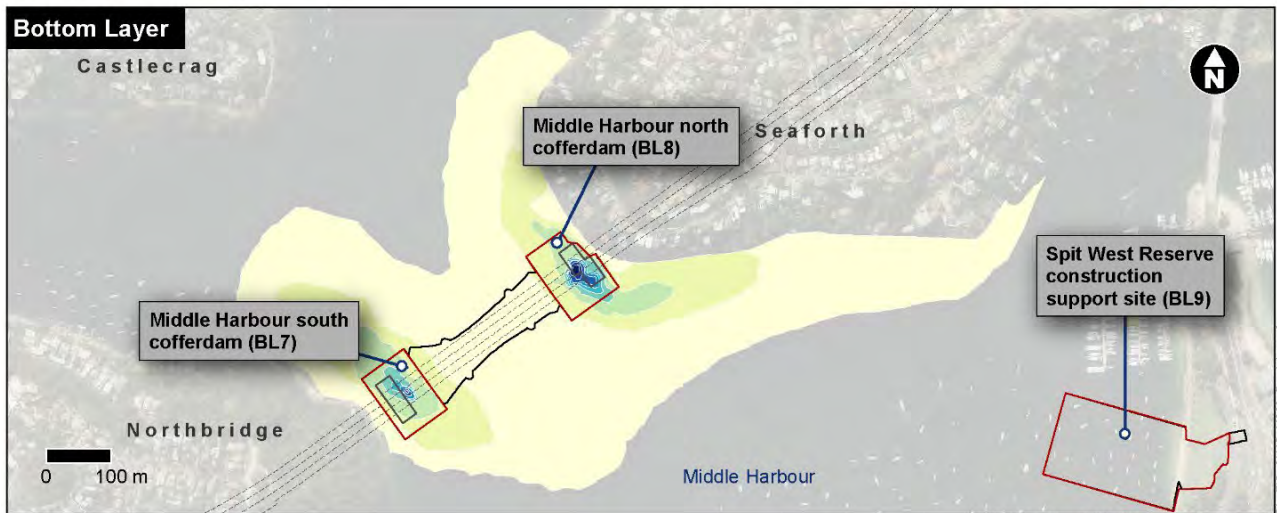 Bottom Layer
Castlecrag
N
Middle Harbour north
cofferdam (BL8)
Seaforth
Spit West Reserve
construction
support site (BL9)
Middle Harbour south
cofferdam (BL7)
Northbridge
0 100 m
Middle Harbour